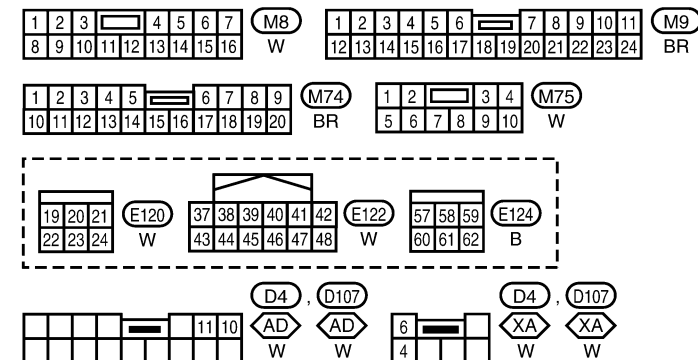 1 2 3 4 5 6 7 M8
8 9 10 11 12 13 14 15 16 W
1 2 3 4 5 6 7 8 9 10 11 M9
12 13 14 15 16 17 18 19 20 21 22 23 24 BR
1 2 3 4 5 6 7 8 9 M74
10 11 12 13 14 15 16 17 18 19 20 BR
1 2 3 4 M75
5 6 7 8 9 10 W
19 20 21 E120
22 23 24 W
37 38 39 40 41 42 E122
43 44 45 46 47 48 W
57 58 59 E124
60 61 62 B
D4 , D107
11 10 AD AD
W W
D4 , D107
6 XA XA
4 W W